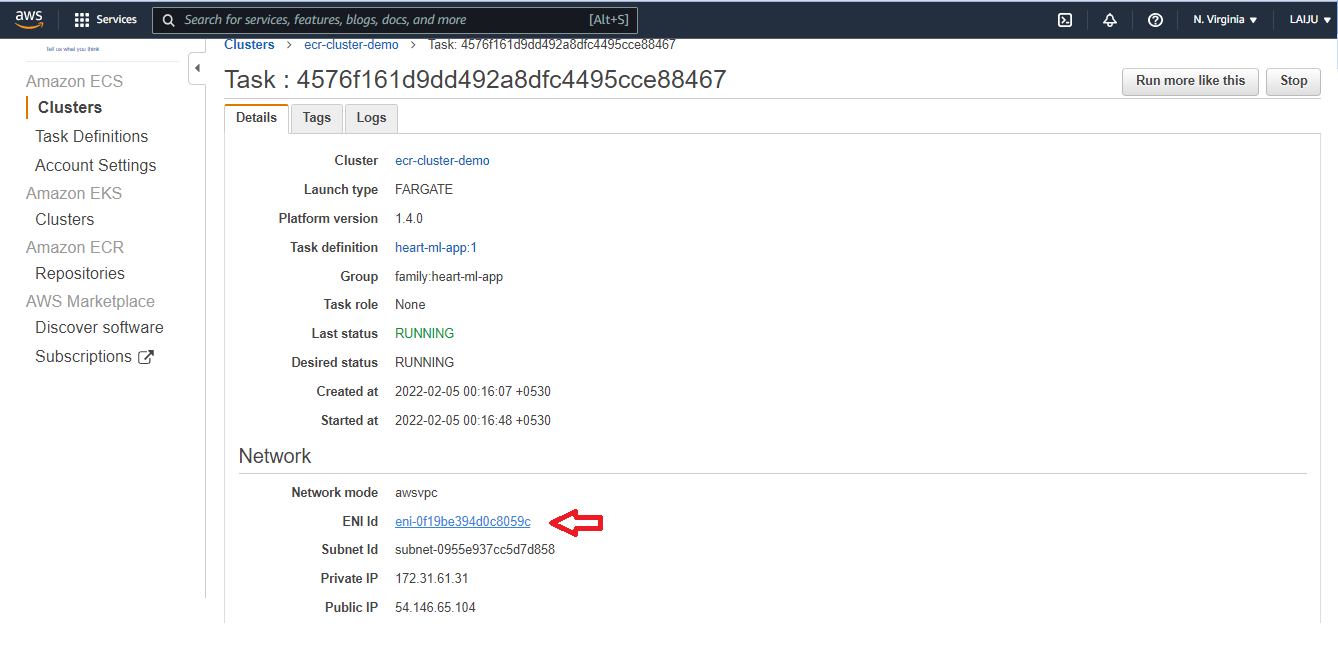 aws Services Search for services, features, blogs, docs, and more [Alt+S] N. Virginia LAIJU
Tell us what you think
Amazon ECS
Clusters
Task Definitions
Account Settings
Amazon EKS
Clusters
Amazon ECR
Repositories
AWS Marketplace
Discover software
Subscriptions
Clusters > ecr-cluster-demo > Task: 4576f161d9dd492a8dfc4495cce88467
Task : 4576f161d9dd492a8dfc4495cce88467
Run more like this Stop
Details Tags Logs
Cluster ecr-cluster-demo
Launch type FARGATE
Platform version 1.4.0
Task definition heart-ml-app:1
Group family:heart-ml-app
Task role None
Last status RUNNING
Desired status RUNNING
Created at 2022-02-05 00:16:07 +0530
Started at 2022-02-05 00:16:48 +0530
Network
Network mode awsvpc
ENI Id eni-0f19be394d0c8059c
Subnet Id subnet-0955e937cc5d7d858
Private IP 172.31.61.31
Public IP 54.146.65.104